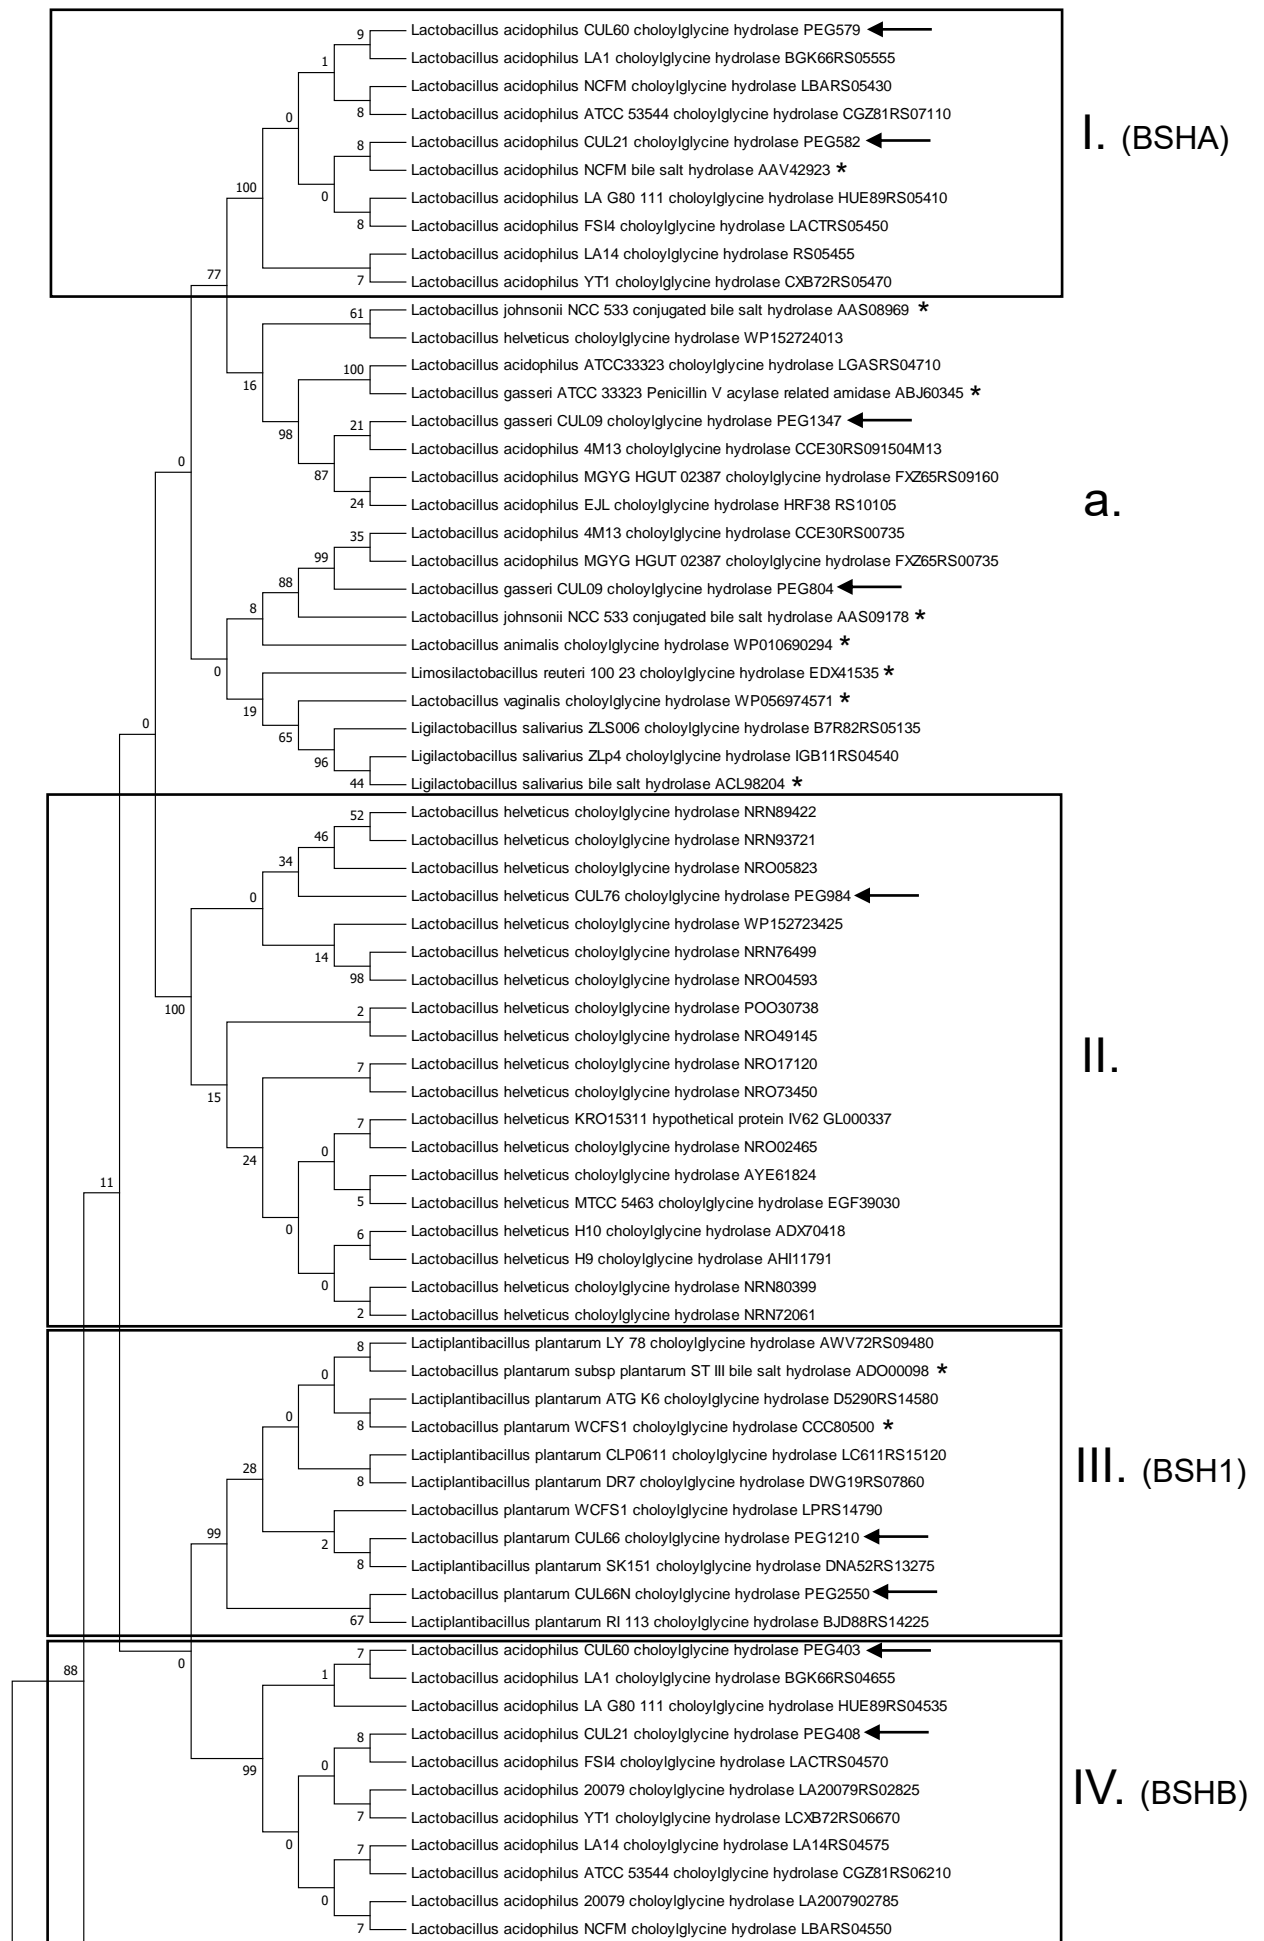 9
Lactobacillus acidophilus CUL60 choloylglycine hydrolase PEG579
Lactobacillus acidophilus LA1 choloylglycine hydrolase BGK66RS05555
1
Lactobacillus acidophilus NCFM choloylglycine hydrolase LBARS05430
8
Lactobacillus acidophilus ATCC 53544 choloylglycine hydrolase CGZ81RS07110
0
I. (BSHA)
8
Lactobacillus acidophilus CUL21 choloylglycine hydrolase PEG582
Lactobacillus acidophilus NCFM bile salt hydrolase AAV42923 *
0
100
Lactobacillus acidophilus LA G80 111 choloylglycine hydrolase HUE89RS05410
8
Lactobacillus acidophilus FSI4 choloylglycine hydrolase LACTRS05450
Lactobacillus acidophilus LA14 choloylglycine hydrolase RS05455
7
Lactobacillus acidophilus YT1 choloylglycine hydrolase CXB72RS05470
77
61
Lactobacillus johnsonii NCC 533 conjugated bile salt hydrolase AAS08969 *
Lactobacillus helveticus choloylglycine hydrolase WP152724013
16
100
Lactobacillus acidophilus ATCC33323 choloylglycine hydrolase LGASRS04710
Lactobacillus gasseri ATCC 33323 Penicillin V acylase related amidase ABJ60345 *
98
21
Lactobacillus gasseri CUL09 choloylglycine hydrolase PEG1347
Lactobacillus acidophilus 4M13 choloylglycine hydrolase CCE30RS091504M13
87
Lactobacillus acidophilus MGYG HGUT 02387 choloylglycine hydrolase FXZ65RS09160
24
Lactobacillus acidophilus EJL choloylglycine hydrolase HRF38 RS10105
0
a.
35
Lactobacillus acidophilus 4M13 choloylglycine hydrolase CCE30RS00735
99
Lactobacillus acidophilus MGYG HGUT 02387 choloylglycine hydrolase FXZ65RS00735
88
Lactobacillus gasseri CUL09 choloylglycine hydrolase PEG804
8
Lactobacillus johnsonii NCC 533 conjugated bile salt hydrolase AAS09178 *
Lactobacillus animalis choloylglycine hydrolase WP010690294 *
0
Limosilactobacillus reuteri 100 23 choloylglycine hydrolase EDX41535 *
19
Lactobacillus vaginalis choloylglycine hydrolase WP056974571 *
65
Ligilactobacillus salivarius ZLS006 choloylglycine hydrolase B7R82RS05135
96
Ligilactobacillus salivarius ZLp4 choloylglycine hydrolase IGB11RS04540
44
Ligilactobacillus salivarius bile salt hydrolase ACL98204 *
0
52
Lactobacillus helveticus choloylglycine hydrolase NRN89422
46
Lactobacillus helveticus choloylglycine hydrolase NRN93721
34
Lactobacillus helveticus choloylglycine hydrolase NRO05823
0
Lactobacillus helveticus CUL76 choloylglycine hydrolase PEG984
Lactobacillus helveticus choloylglycine hydrolase WP152723425
14
Lactobacillus helveticus choloylglycine hydrolase NRN76499
98
Lactobacillus helveticus choloylglycine hydrolase NRO04593
100
2
Lactobacillus helveticus choloylglycine hydrolase POO30738
Lactobacillus helveticus choloylglycine hydrolase NRO49145
II.
15
7
Lactobacillus helveticus choloylglycine hydrolase NRO17120
Lactobacillus helveticus choloylglycine hydrolase NRO73450
24
7
Lactobacillus helveticus KRO15311 hypothetical protein IV62 GL000337
0
Lactobacillus helveticus choloylglycine hydrolase NRO02465
Lactobacillus helveticus choloylglycine hydrolase AYE61824
5
Lactobacillus helveticus MTCC 5463 choloylglycine hydrolase EGF39030
0
6
Lactobacillus helveticus H10 choloylglycine hydrolase ADX70418
Lactobacillus helveticus H9 choloylglycine hydrolase AHI11791
0
Lactobacillus helveticus choloylglycine hydrolase NRN80399
2
Lactobacillus helveticus choloylglycine hydrolase NRN72061
11
8
Lactiplantibacillus plantarum LY 78 choloylglycine hydrolase AWV72RS09480
0
Lactobacillus plantarum subsp plantarum ST III bile salt hydrolase ADO00098 *
Lactiplantibacillus plantarum ATG K6 choloylglycine hydrolase D5290RS14580
0
8
Lactobacillus plantarum WCFS1 choloylglycine hydrolase CCC80500 *
28
Lactiplantibacillus plantarum CLP0611 choloylglycine hydrolase LC611RS15120
8
Lactiplantibacillus plantarum DR7 choloylglycine hydrolase DWG19RS07860
III. (BSH1)
Lactobacillus plantarum WCFS1 choloylglycine hydrolase LPRS14790
99
2
Lactobacillus plantarum CUL66 choloylglycine hydrolase PEG1210
8
Lactiplantibacillus plantarum SK151 choloylglycine hydrolase DNA52RS13275
Lactobacillus plantarum CUL66N choloylglycine hydrolase PEG2550
67
Lactiplantibacillus plantarum RI 113 choloylglycine hydrolase BJD88RS14225
0
88
7
Lactobacillus acidophilus CUL60 choloylglycine hydrolase PEG403
1
Lactobacillus acidophilus LA1 choloylglycine hydrolase BGK66RS04655
Lactobacillus acidophilus LA G80 111 choloylglycine hydrolase HUE89RS04535
99
8
Lactobacillus acidophilus CUL21 choloylglycine hydrolase PEG408
0
Lactobacillus acidophilus FSI4 choloylglycine hydrolase LACTRS04570
Lactobacillus acidophilus 20079 choloylglycine hydrolase LA20079RS02825
7
Lactobacillus acidophilus YT1 choloylglycine hydrolase LCXB72RS06670
IV. (BSHB)
0
7
Lactobacillus acidophilus LA14 choloylglycine hydrolase LA14RS04575
Lactobacillus acidophilus ATCC 53544 choloylglycine hydrolase CGZ81RS06210
0
Lactobacillus acidophilus 20079 choloylglycine hydrolase LA2007902785
7
Lactobacillus acidophilus NCFM choloylglycine hydrolase LBARS04550